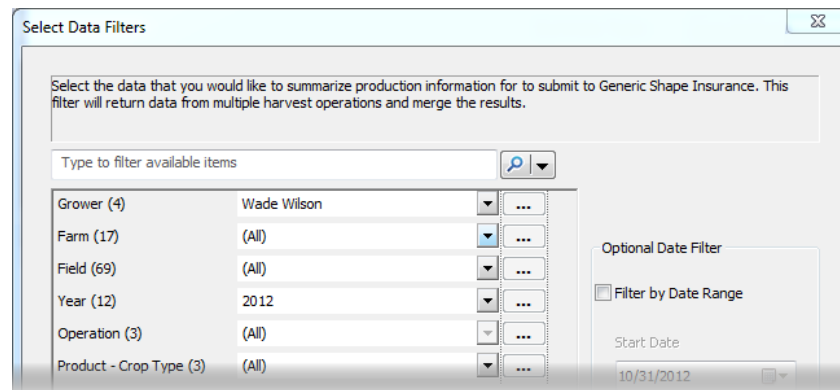 Select Data Filters
Select the data that you would like to summarize production information for to submit to Generic Shape Insurance. This
filter will return data from multiple harvest operations and merge the results.
Type to filter available items
Grower (4) Wade Wilson ...
Farm (17) (All) ...
Field (69) (All) ...
Year (12) 2012 ...
Operation (3) (All) ...
Product - Crop Type (3) (All) ...
Optional Date Filter
Filter by Date Range
Start Date
10/31/2012